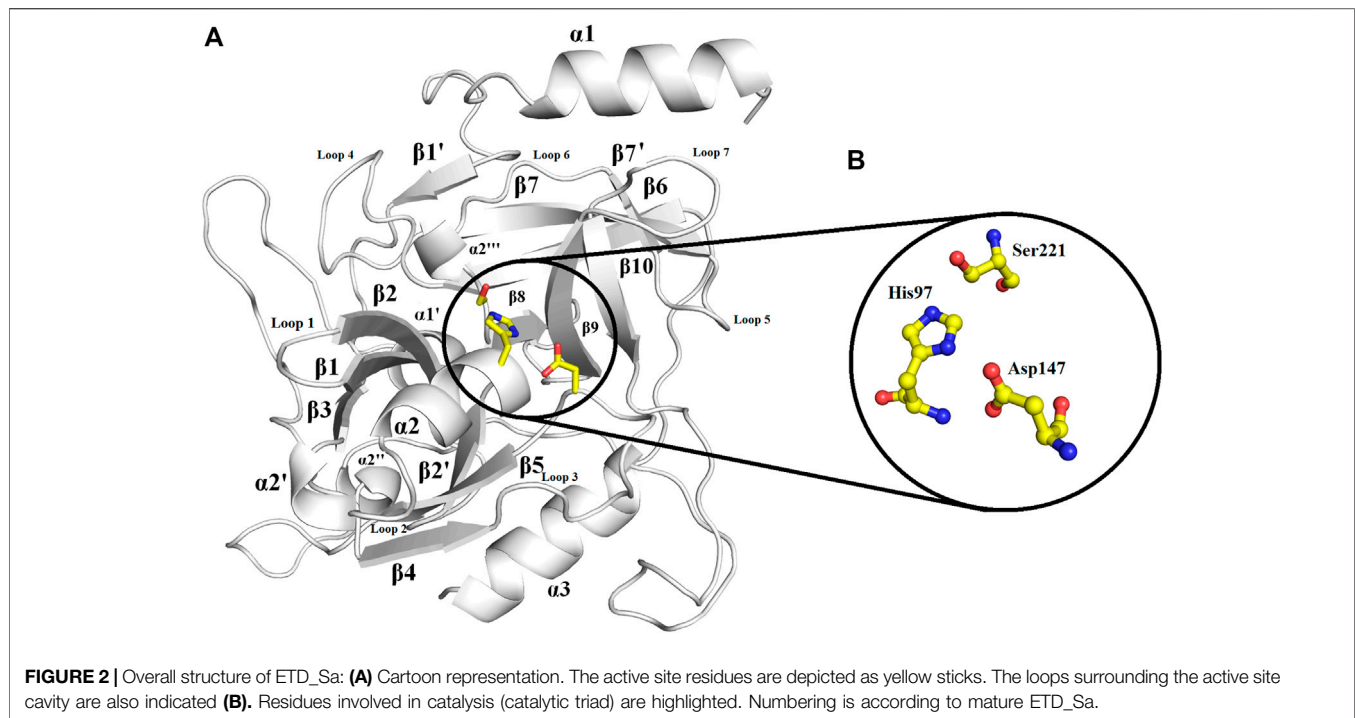 A
α1
Loop 4
β1'
Loop 6
β7'
Loop 7
B
β7
β6
α2'''
β10
Ser221
β2
β8
His97
Loop 1
α1'
β9
Loop 5
β1
Asp147
β3
α2
α2''
β2'
β5
α2'
Loop 3
Loop 2
β4
α3
FIGURE 2 | Overall structure of ETD_Sa: (A) Cartoon representation. The active site residues are depicted as yellow sticks. The loops surrounding the active site
cavity are also indicated (B). Residues involved in catalysis (catalytic triad) are highlighted. Numbering is according to mature ETD_Sa.